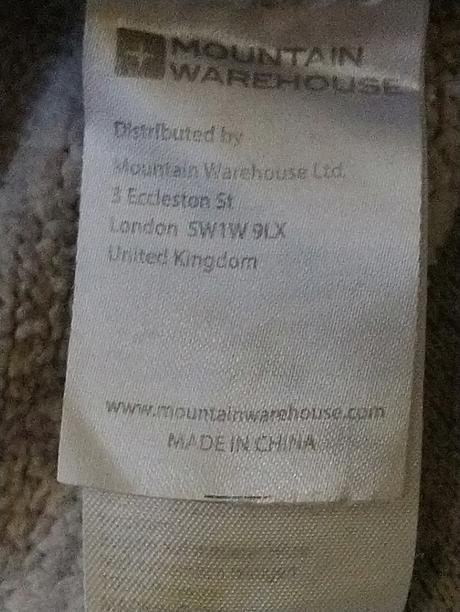 MOUNTAIN
WAREHOUSE
Distributed by
Mountain Warehouse Ltd.
3 Eccleston St
London SW1W 9LX
United Kingdom
www.mountainwarehouse.com
MADE IN CHINA